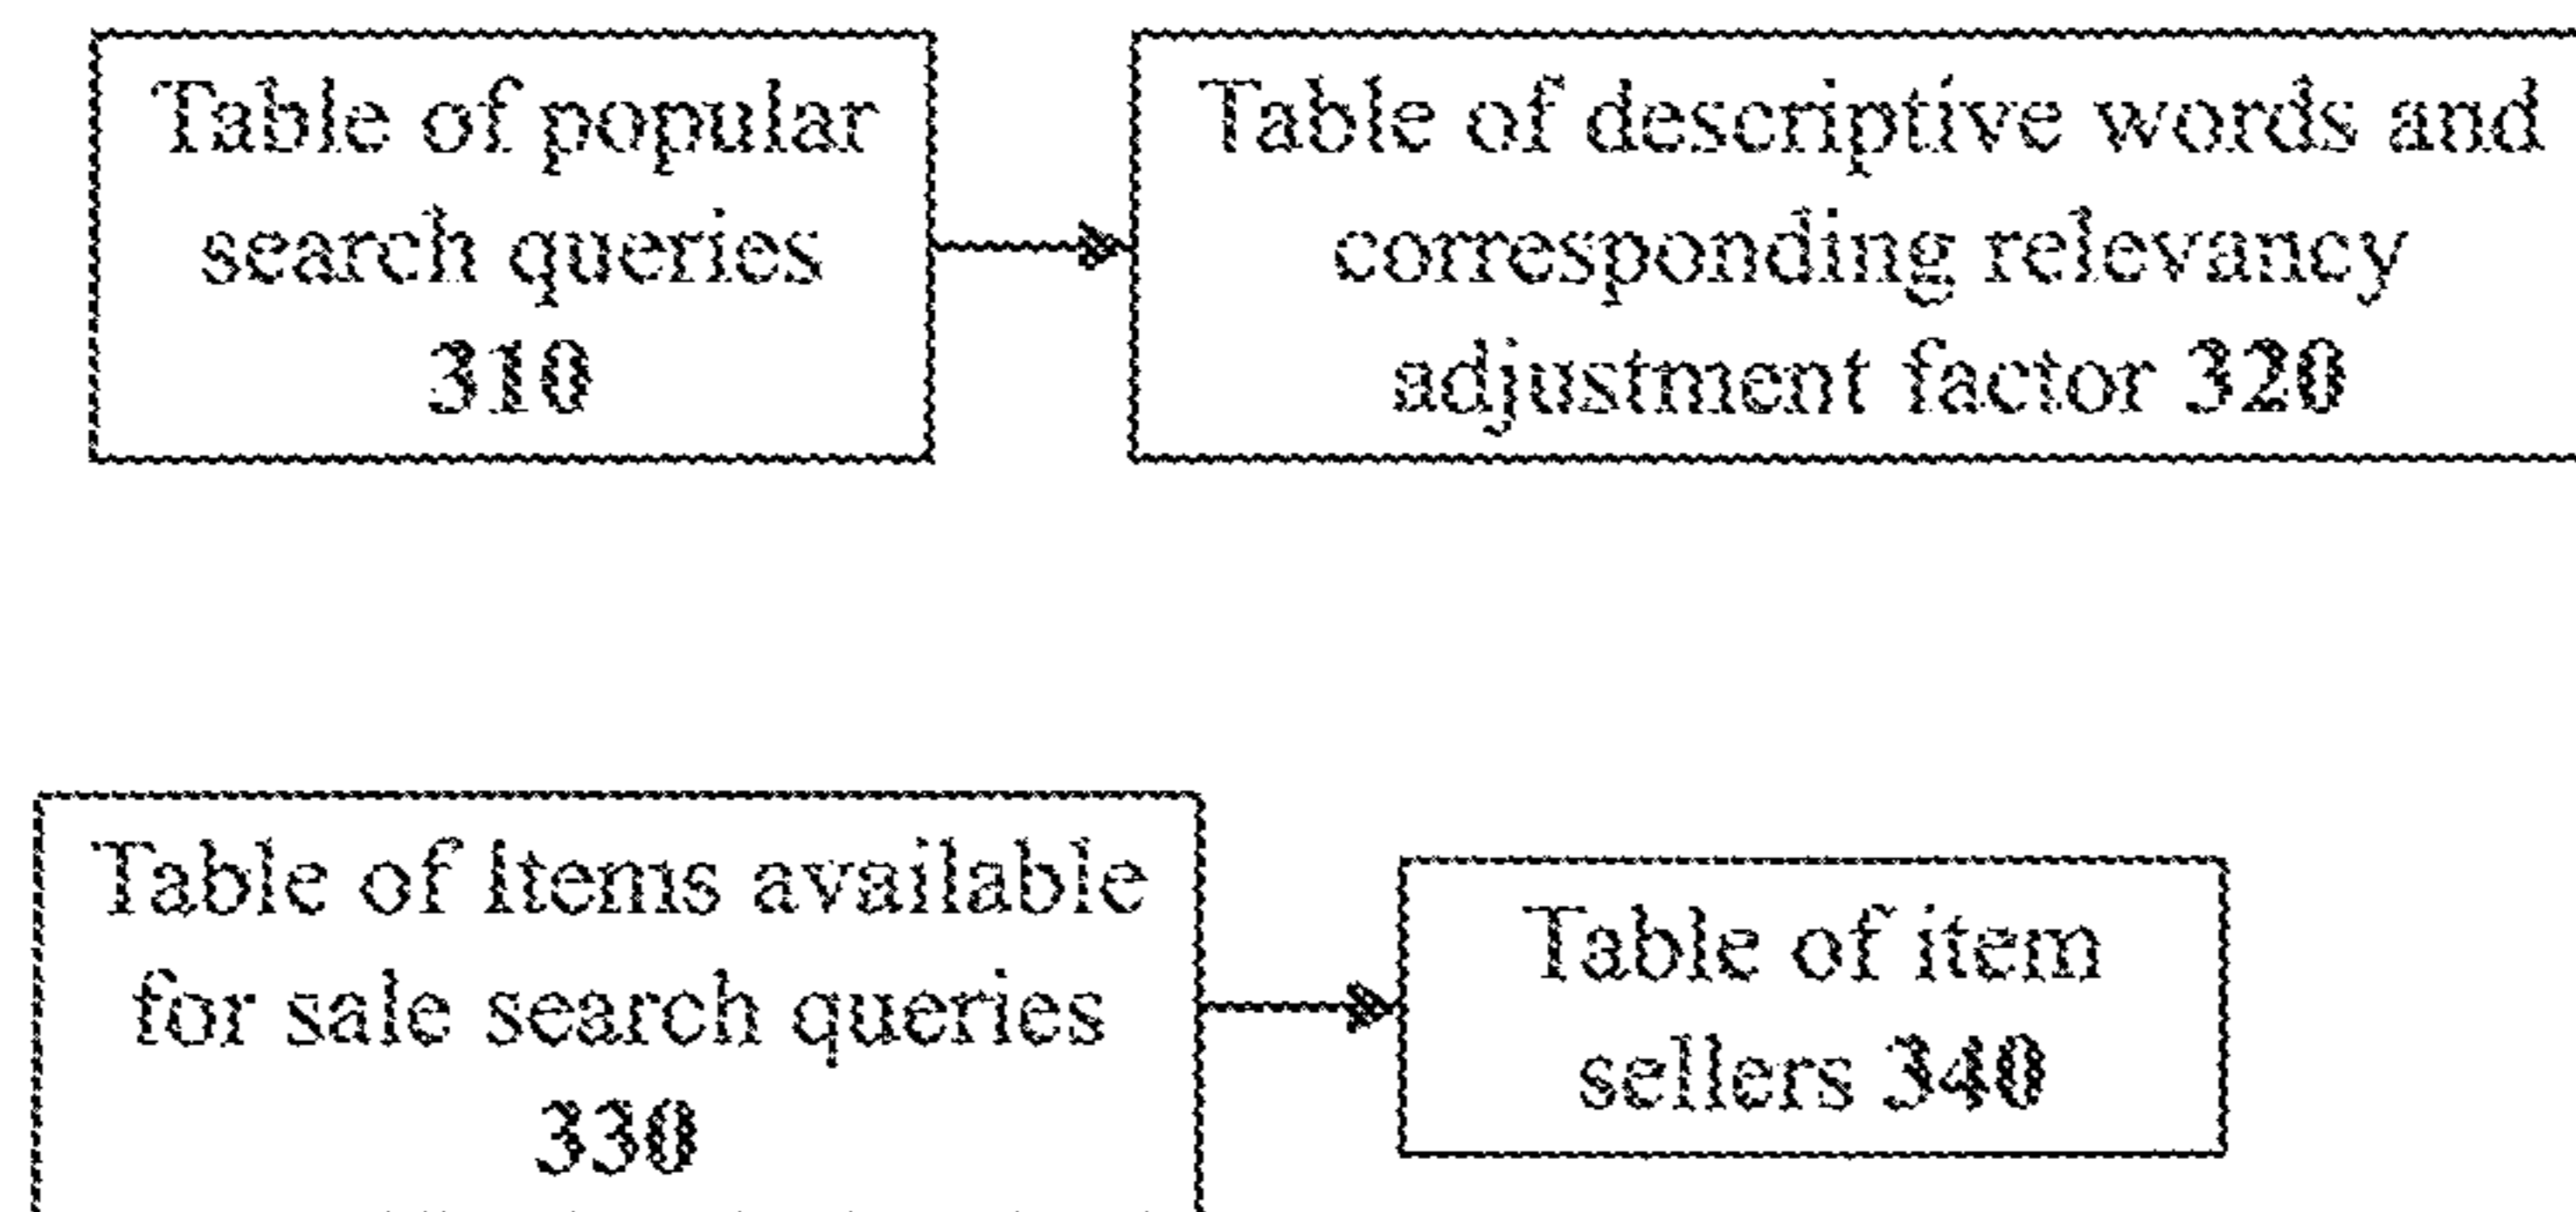 Table of popular
search queries
310
Table of descriptive words and
corresponding relevancy
adjustment factor 320
Table of Items available
for sale search queries
330
Table of item
sellers 340